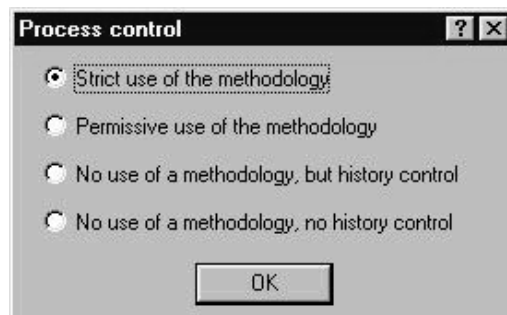 Process control
Strict use of the methodology
Permissive use of the methodology
No use of a methodology, but history control
No use of a methodology, no history control
OK